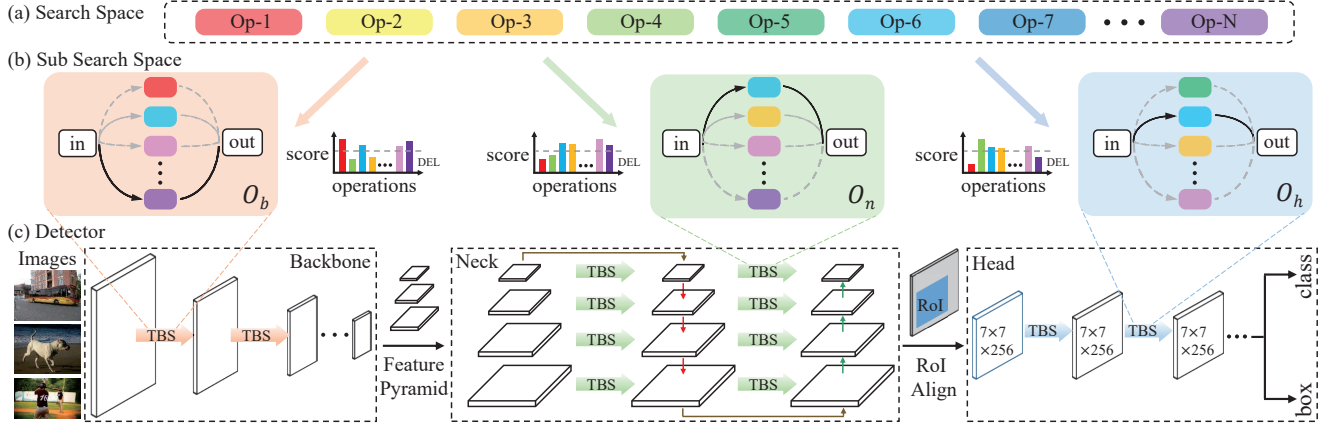 (a) Search Space
Op-1 Op-2 Op-3 Op-4 Op-5 Op-6 Op-7 ••• Op-N
(b) Sub Search Space
in out
O_b
score
DEL
operations
score
DEL
operations
in out
O_n
score
DEL
operations
in out
O_h
(c) Detector
Images
Backbone
TBS TBS
Feature
Pyramid
Neck
TBS TBS
TBS TBS
TBS TBS
TBS TBS
RoI
RoI
Align
Head
7×7
×256
TBS
7×7
×256
TBS
7×7
×256
class
box